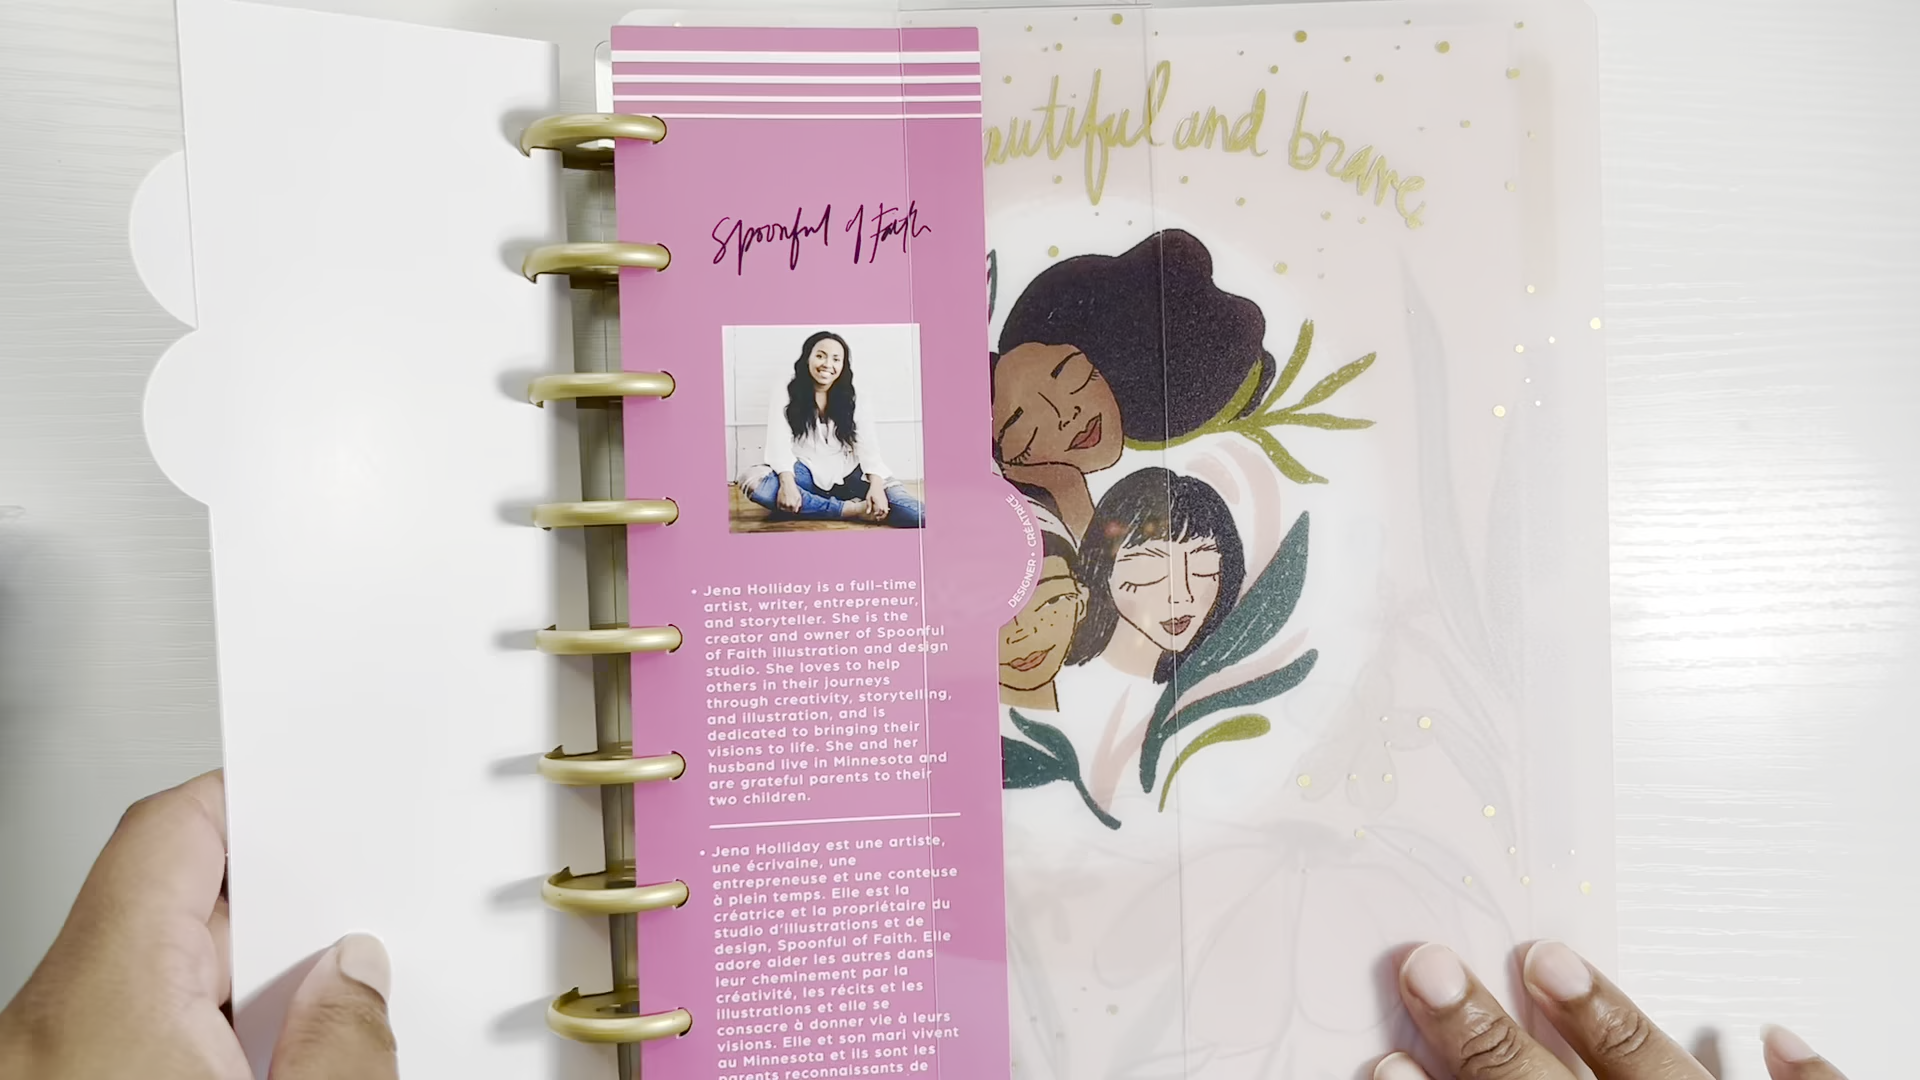 Spoonful of Faith
• Jena Holliday is a full-time
artist, writer, entrepreneur,
and storyteller. She is the
creator and owner of Spoonful
of Faith illustration and design
studio. She loves to help
others in their journeys
through creativity, storytelling,
and illustration, and is
dedicated to bringing their
visions to life. She and her
husband live in Minnesota and
are grateful parents to their
two children.
• Jena Holliday est une artiste,
une écrivaine, une
entrepreneuse et une conteuse
à plein temps. Elle est la
créatrice et la propriétaire du
studio d'illustrations et de
design, Spoonful of Faith. Elle
adore aider les autres dans
leur cheminement par la
créativité, les récits et les
illustrations et elle se
consacre à donner vie à leurs
visions. Elle et son mari vivent
au Minnesota et ils sont les
parents reconnaissants de
DESIGNER • CRÉATRICE
eautiful and brave